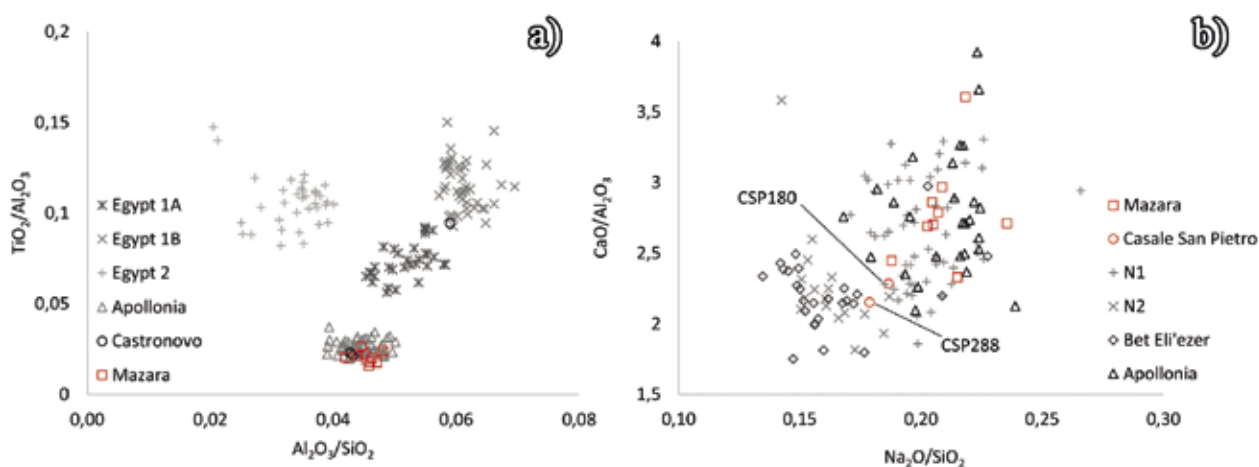 a)
0,2
0,15
0,1
0,05
0
TiO₂/Al₂O₃
Egypt 1A
Egypt 1B
Egypt 2
Apollonia
Castronovo
Mazara
0,00 0,02 0,04 0,06 0,08
Al₂O₃/SiO₂
b)
4
3,5
3
2,5
2
1,5
CaO/Al₂O₃
CSP180
CSP288
Mazara
Casale San Pietro
N1
N2
Bet Eli'ezer
Apollonia
0,10 0,15 0,20 0,25 0,30
Na₂O/SiO₂